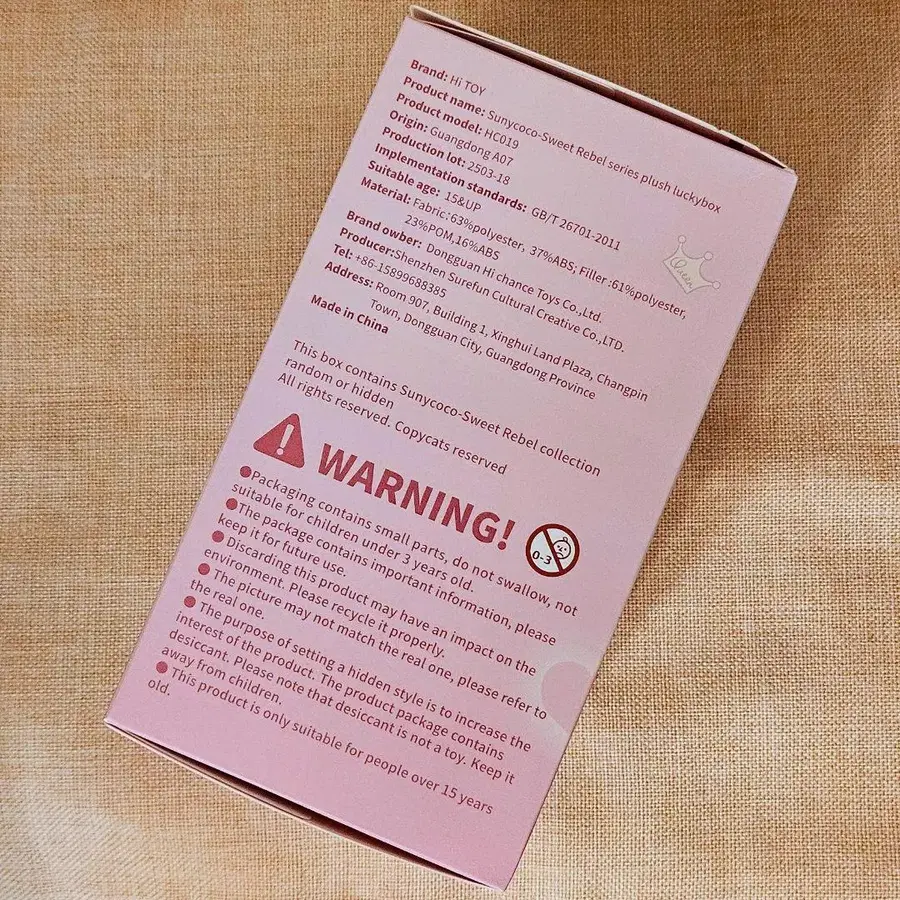 Brand: Hi TOY
Product name: Sunycoco-Sweet Rebel series plush luckybox
Product model: HC019
Origin: Guangdong A07
Production lot: 2503-18
Implementation standards: GB/T 26701-2011
Suitable age: 15&UP
Material: Fabric:63%polyester, 37%ABS; Filler :61%polyester,
23%POM,16%ABS
Brand owber: Dongguan Hi chance Toys Co.,Ltd.
Producer:Shenzhen Surefun Cultural Creative Co.,LTD.
Tel: +86-15899688385
Address: Room 907, Building 1, Xinghui Land Plaza, Changpin
Town, Dongguan City, Guangdong Province
Made in China
Queen
This box contains Sunycoco-Sweet Rebel collection
random or hidden
All rights reserved. Copycats reserved
WARNING!
0-3
●Packaging contains small parts, do not swallow, not
suitable for children under 3 years old.
●The package contains important information, please
keep it for future use.
● Discarding this product may have an impact on the
environment. Please recycle it properly.
● The picture may not match the real one, please refer to
the real one.
● The purpose of setting a hidden style is to increase the
interest of the product. The product package contains
desiccant. Please note that desiccant is not a toy. Keep it
away from children.
● This product is only suitable for people over 15 years
old.